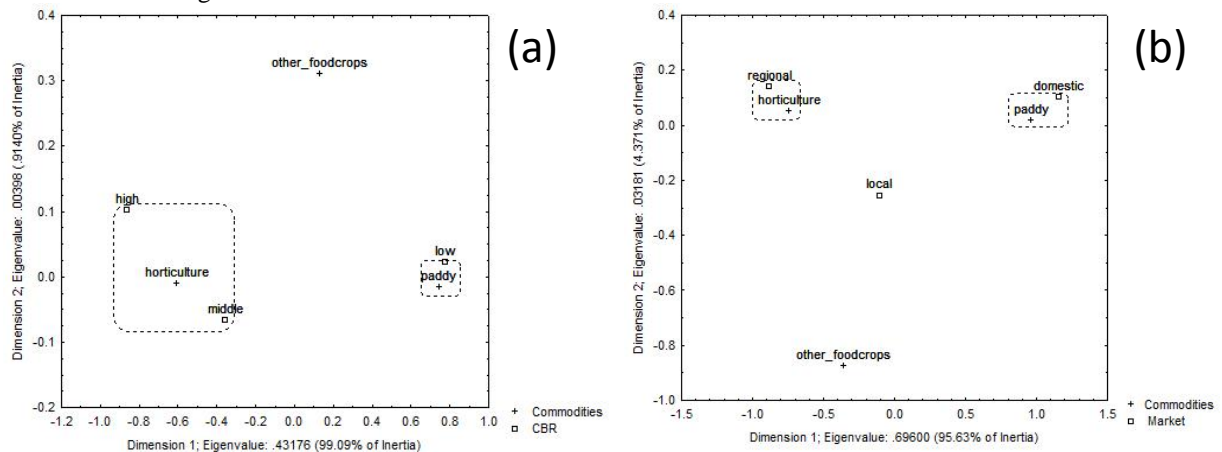 0.4
0.3
0.2
0.1
0.0
-0.1
-0.2
-1.2 -1.0 -0.8 -0.6 -0.4 -0.2 0.0 0.2 0.4 0.6 0.8 1.0
Dimension 2; Eigenvalue: .00398 (.9140% of Inertia)
Dimension 1; Eigenvalue: .43176 (99.09% of Inertia)
other_foodcrops
high
horticulture
middle
low
paddy
Commodities
CBR
(a)
0.4
0.2
0.0
-0.2
-0.4
-0.6
-0.8
-1.0
-1.5 -1.0 -0.5 0.0 0.5 1.0 1.5
Dimension 2; Eigenvalue: .03181 (4.371% of Inertia)
Dimension 1; Eigenvalue: .69600 (95.63% of Inertia)
regional
horticulture
domestic
paddy
local
other_foodcrops
Commodities
Market
(b)